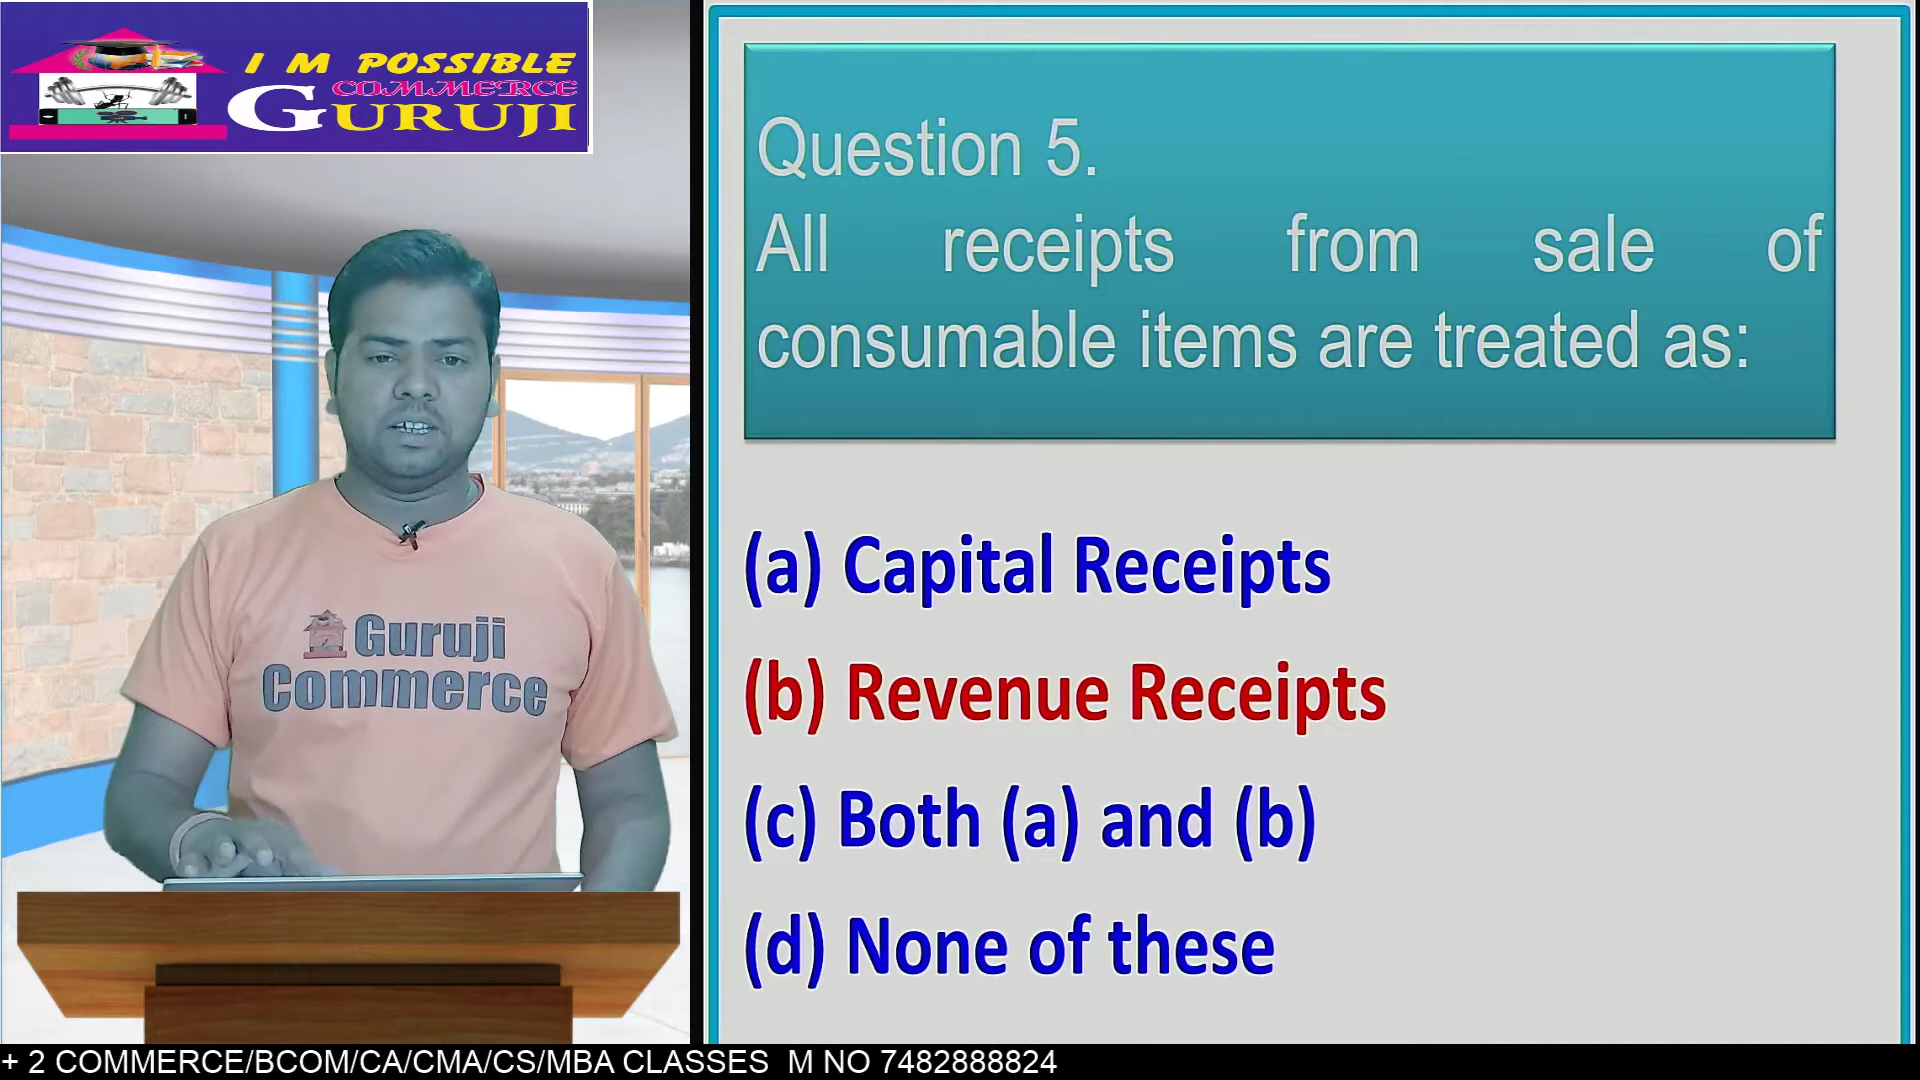 I M POSSIBLE
COMMERCE
GURUJI
Question 5.
All receipts from sale of
consumable items are treated as:
(a) Capital Receipts
(b) Revenue Receipts
(c) Both (a) and (b)
(d) None of these
Guruji
Commerce
+ 2 COMMERCE/BCOM/CA/CMA/CS/MBA CLASSES M NO 7482888824